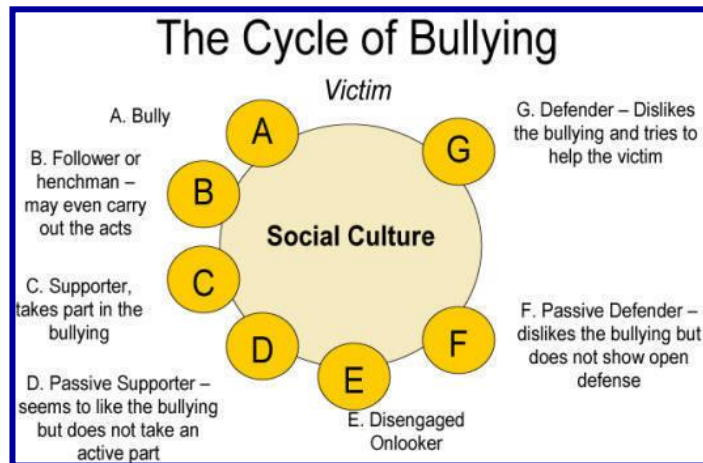 The Cycle of Bullying
Victim
A. Bully
B. Follower or
henchman –
may even carry
out the acts
C. Supporter,
takes part in the
bullying
D. Passive Supporter –
seems to like the bullying
but does not take an
active part
E. Disengaged
Onlooker
F. Passive Defender –
dislikes the bullying but
does not show open
defense
G. Defender – Dislikes
the bullying and tries to
help the victim
A
B
C
D
E
F
G
Social Culture